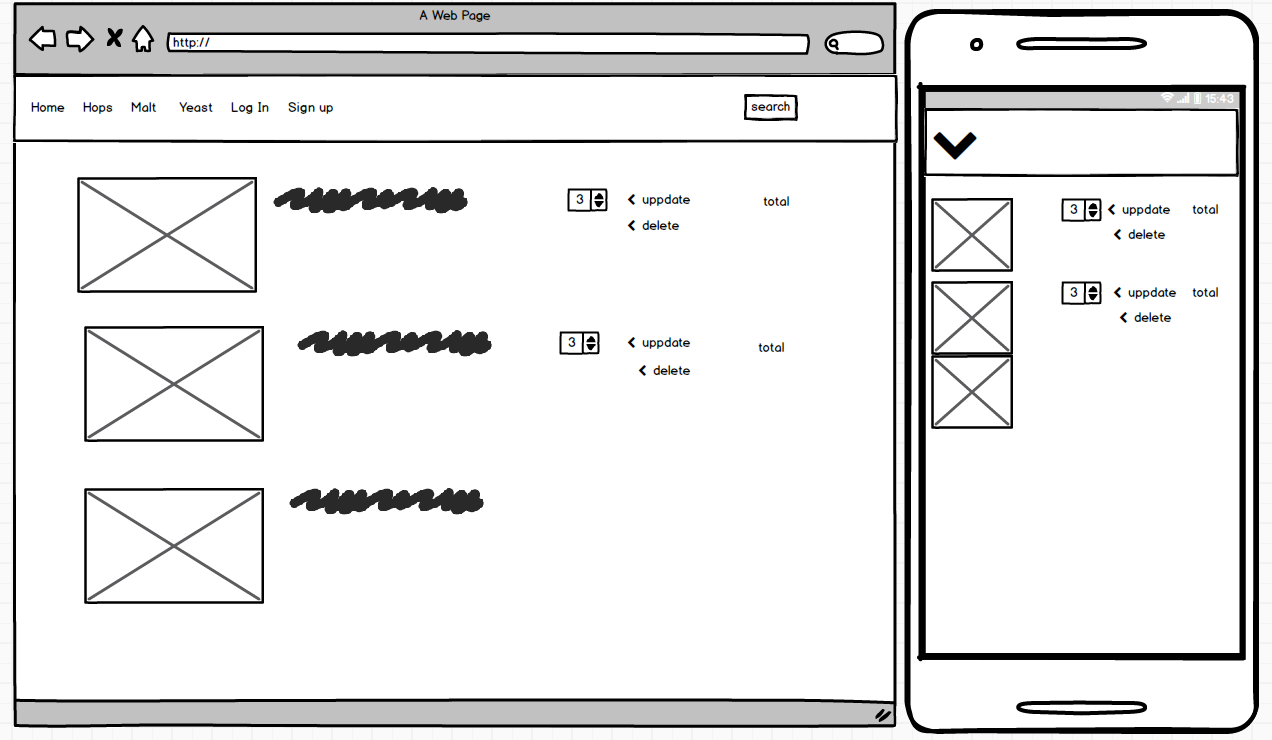 A Web Page
http://
Home Hops Malt Yeast Log In Sign up search
3 uppdate total
delete
3 uppdate total
delete
15:43
3 uppdate total
delete
3 uppdate total
delete